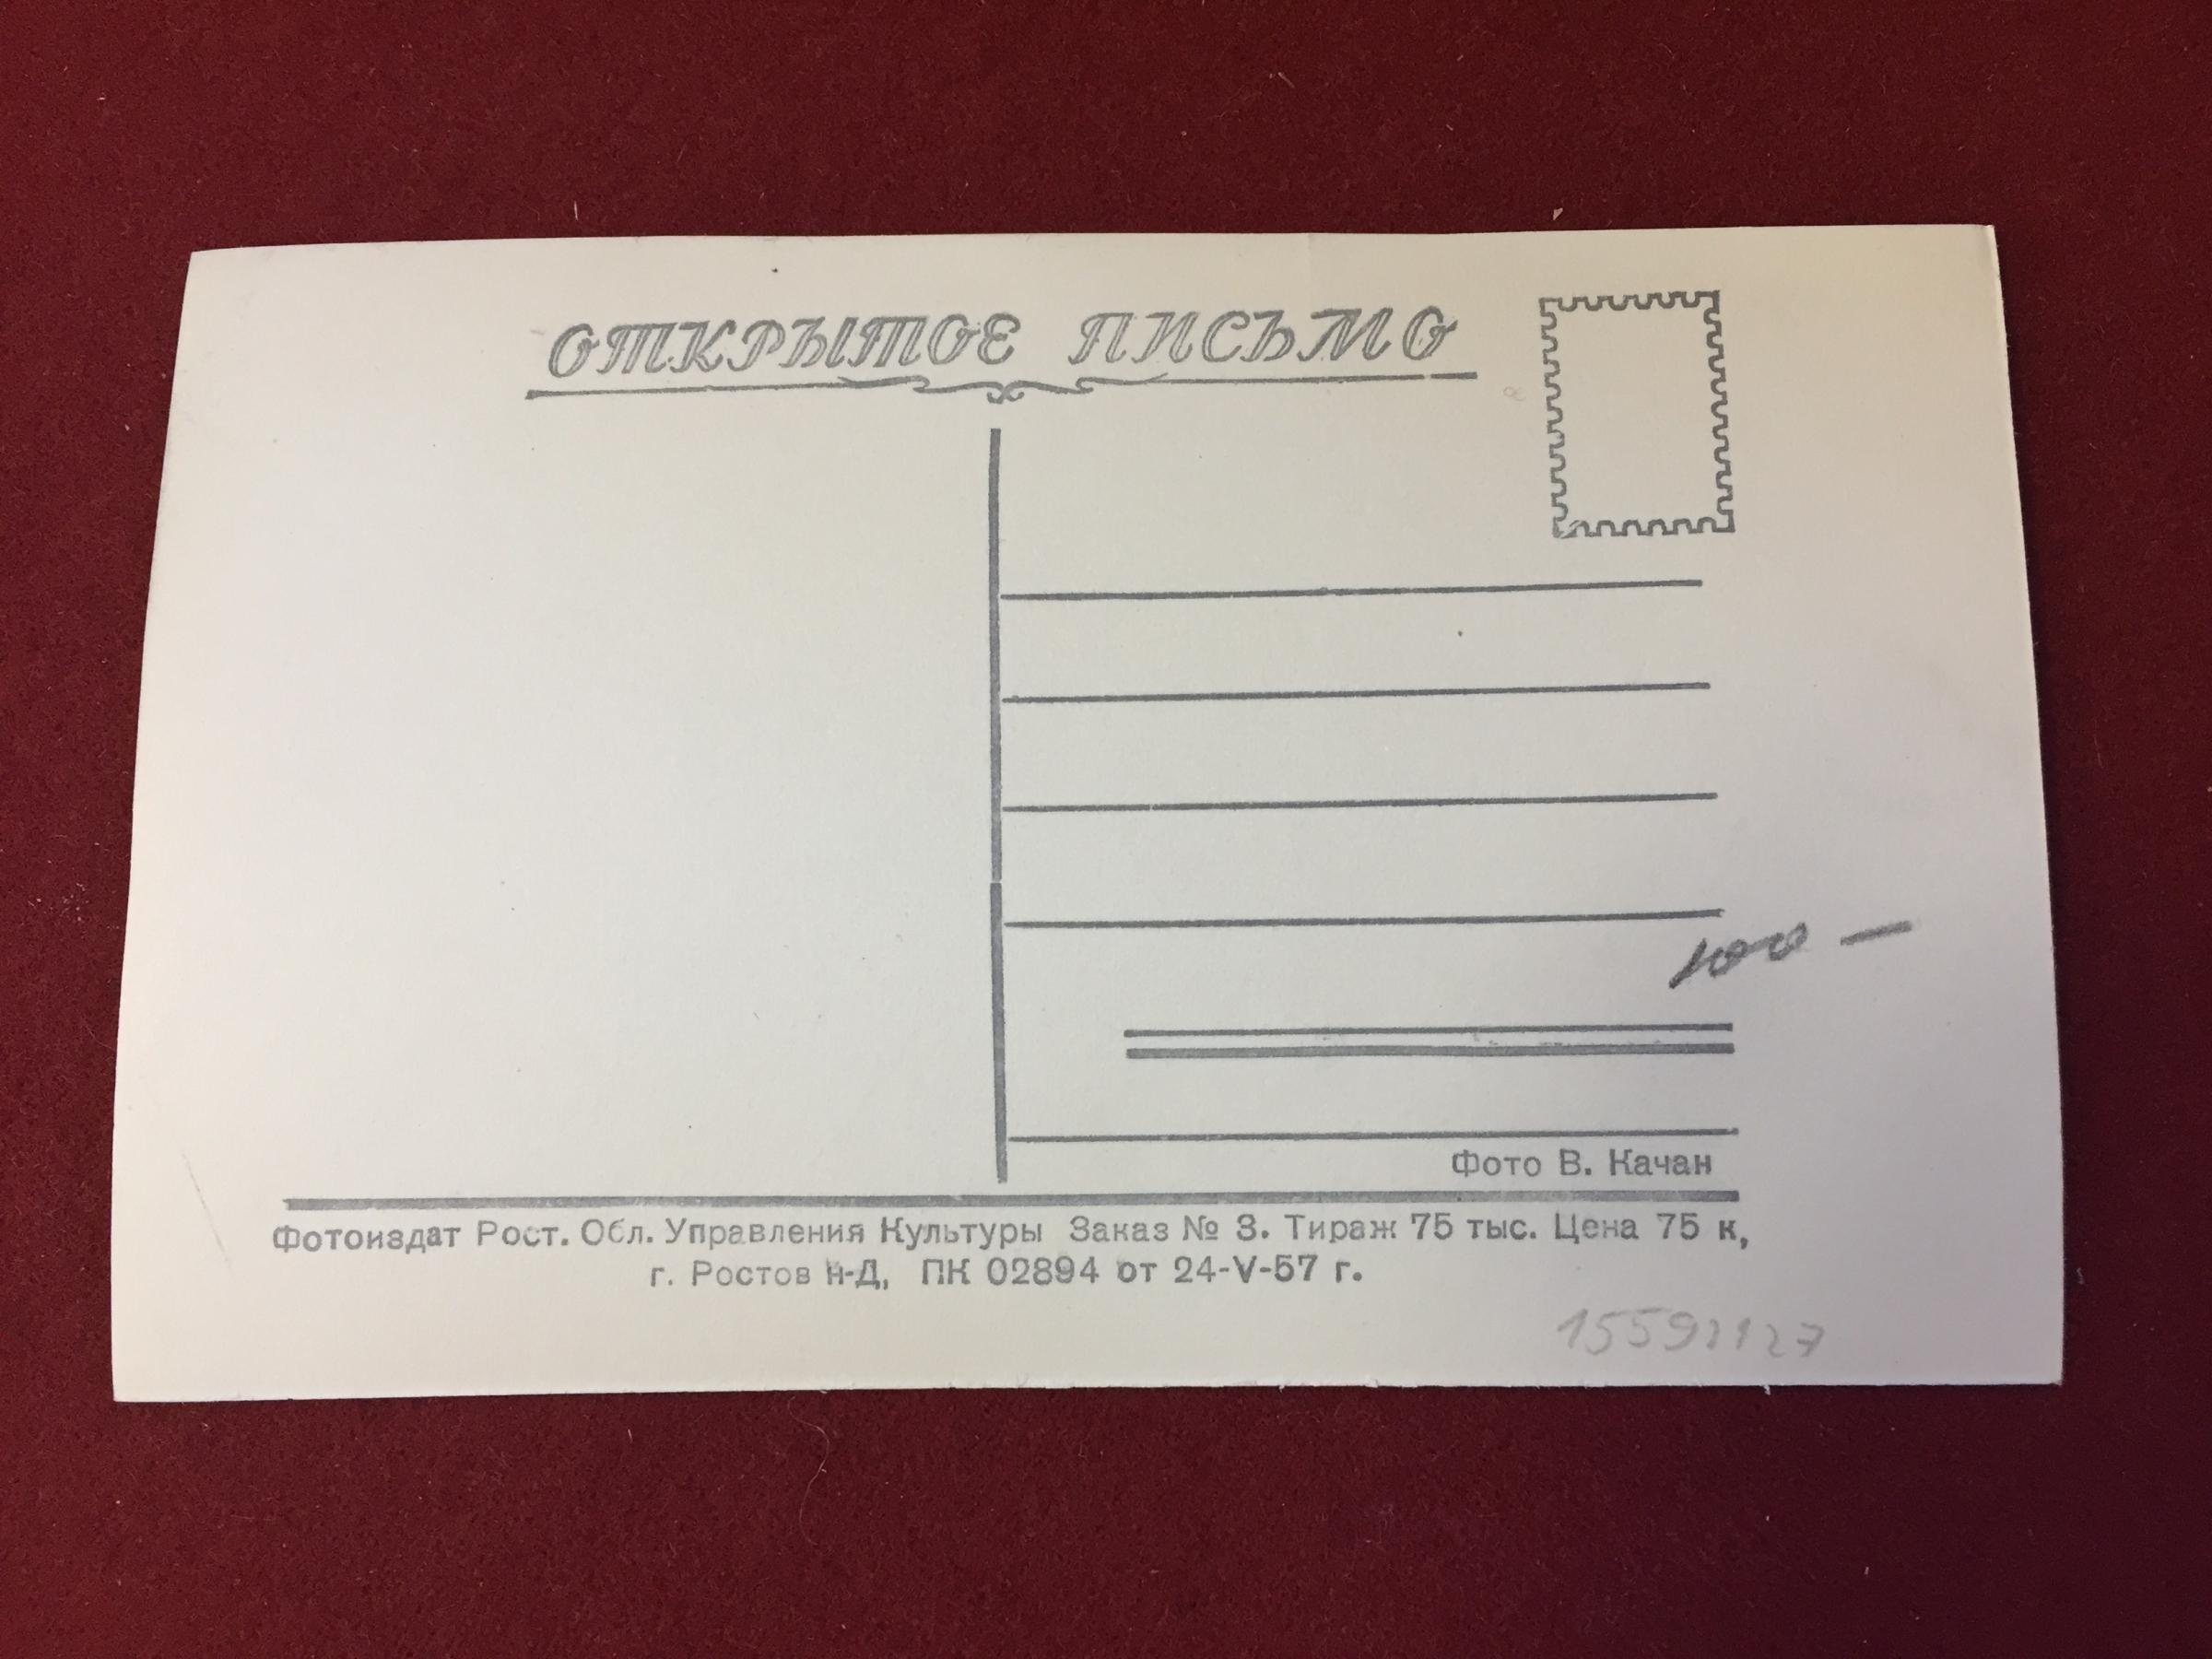 ОТКРЫТОЕ ПИСЬМО
100 —
Фото В. Качан
Фотоиздат Рост. Обл. Управления Культуры Заказ № 3. Тираж 75 тыс. Цена 75 к,
г. Ростов н-Д, ПК 02894 от 24-V-57 г.
15592127